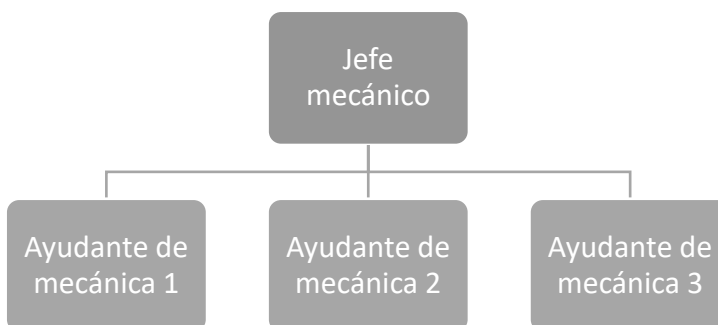 Jefe
mecánico
Ayudante de
mecánica 1
Ayudante de
mecánica 2
Ayudante de
mecánica 3